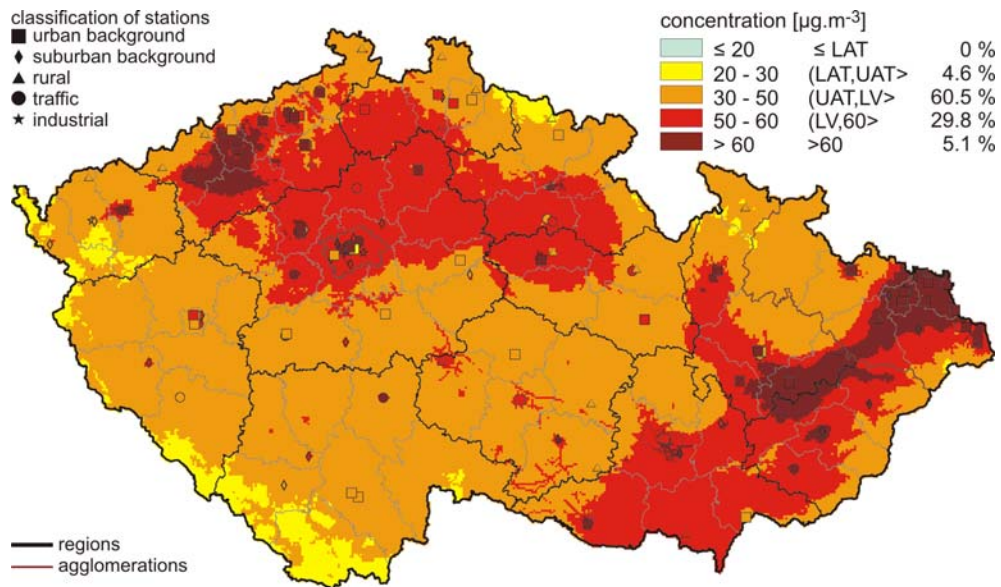 classification of stations
urban background
suburban background
rural
traffic
industrial
concentration [µg.m-3]
≤ 20 ≤ LAT 0 %
20 - 30 (LAT,UAT> 4.6 %
30 - 50 (UAT,LV> 60.5 %
50 - 60 (LV,60> 29.8 %
> 60 >60 5.1 %
regions
agglomerations